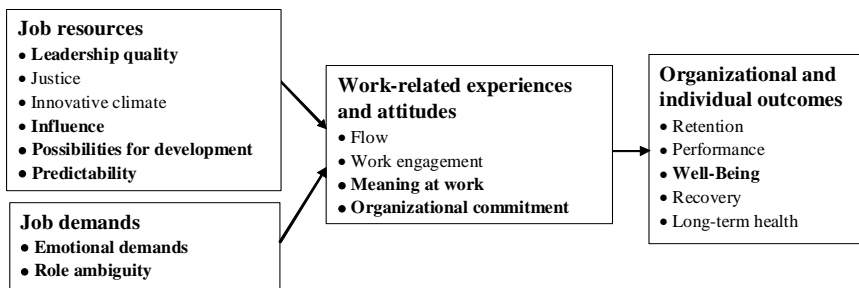 Job resources
● Leadership quality
● Justice
● Innovative climate
● Influence
● Possibilities for development
● Predictability
Job demands
● Emotional demands
● Role ambiguity
Work-related experiences
and attitudes
● Flow
● Work engagement
● Meaning at work
● Organizational commitment
Organizational and
individual outcomes
● Retention
● Performance
● Well-Being
● Recovery
● Long-term health